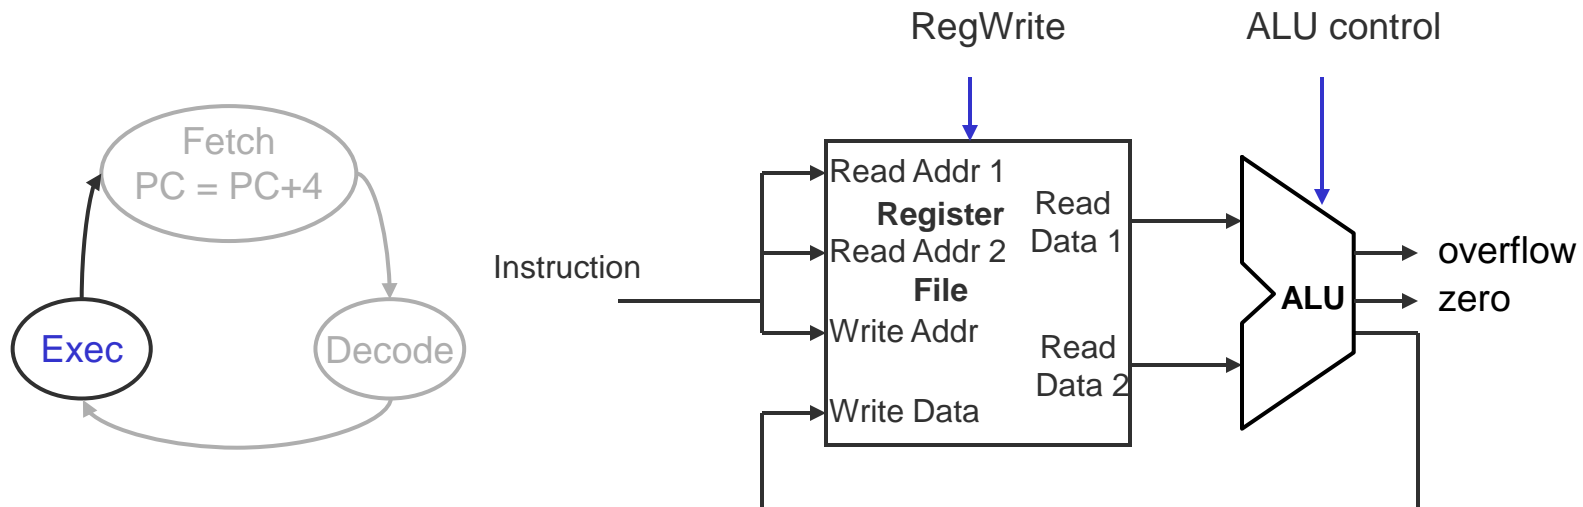 RegWrite
ALU control
Fetch
PC = PC+4
Exec
Decode
Instruction
Read Addr 1
Register
Read Addr 2
File
Write Addr
Write Data
Read
Data 1
Read
Data 2
ALU
overflow
zero